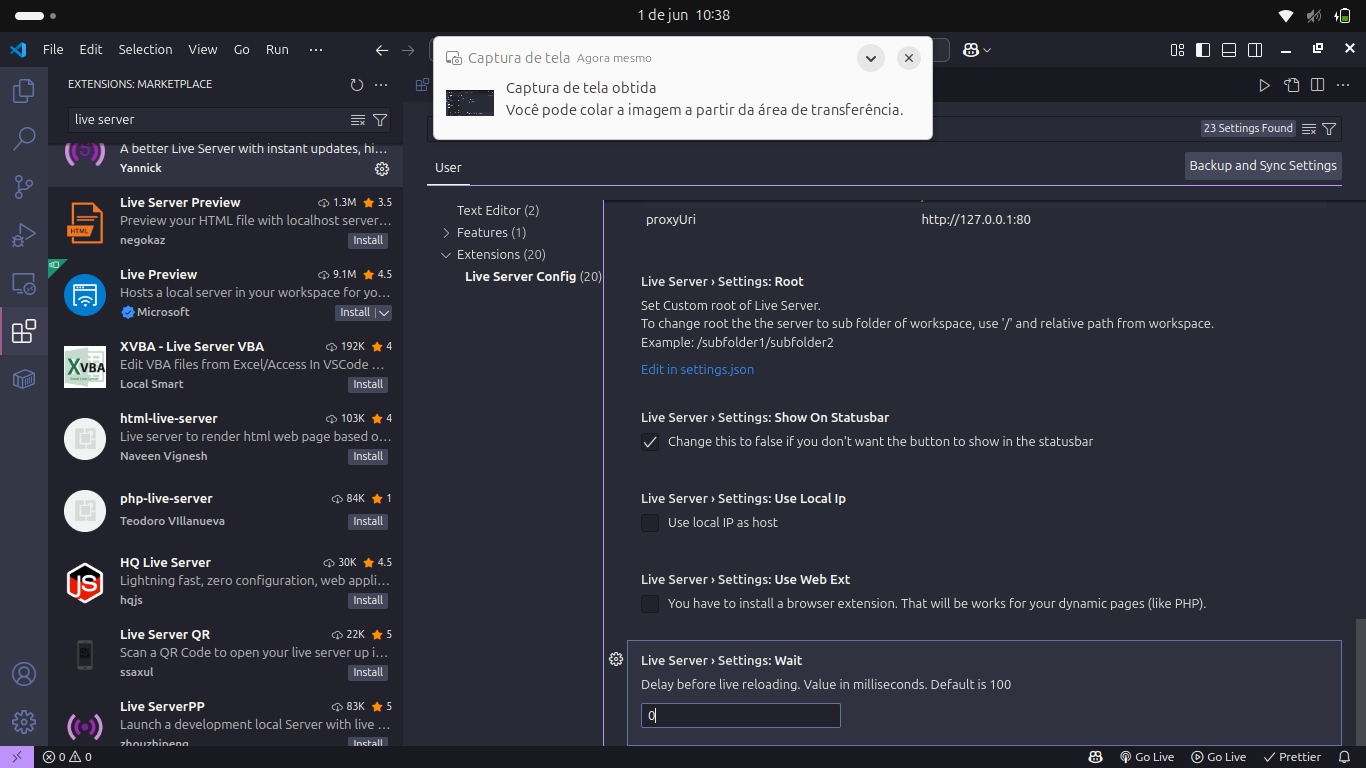 1 de jun 10:38
File Edit Selection View Go Run ···
Captura de tela Agora mesmo
Captura de tela obtida
Você pode colar a imagem a partir da área de transferência.
EXTENSIONS: MARKETPLACE
live server
A better Live Server with instant updates, hi…
Yannick
Live Server Preview 1.3M 3.5
Preview your HTML file with localhost server…
negokaz Install
Live Preview 9.1M 4.5
Hosts a local server in your workspace for yo…
Microsoft Install
XVBA - Live Server VBA 192K 4
Edit VBA files from Excel/Access In VSCode …
Local Smart Install
html-live-server 103K 4
Live server to render html web page based o…
Naveen Vignesh Install
php-live-server 84K 1
Teodoro VIllanueva Install
HQ Live Server 30K 4.5
Lightning fast, zero configuration, web appli…
hqjs Install
Live Server QR 22K 5
Scan a QR Code to open your live server up i…
ssaxul Install
Live ServerPP 83K 5
Launch a development local Server with live …
zhouzhipeng Install
23 Settings Found
User
Backup and Sync Settings
Text Editor (2)
Features (1)
Extensions (20)
Live Server Config (20)
proxyUri http://127.0.0.1:80
Live Server › Settings: Root
Set Custom root of Live Server.
To change root the the server to sub folder of workspace, use '/' and relative path from workspace.
Example: /subfolder1/subfolder2
Edit in settings.json
Live Server › Settings: Show On Statusbar
Change this to false if you don't want the button to show in the statusbar
Live Server › Settings: Use Local Ip
Use local IP as host
Live Server › Settings: Use Web Ext
You have to install a browser extension. That will be works for your dynamic pages (like PHP).
Live Server › Settings: Wait
Delay before live reloading. Value in milliseconds. Default is 100
0
0 0
Go Live Go Live Prettier